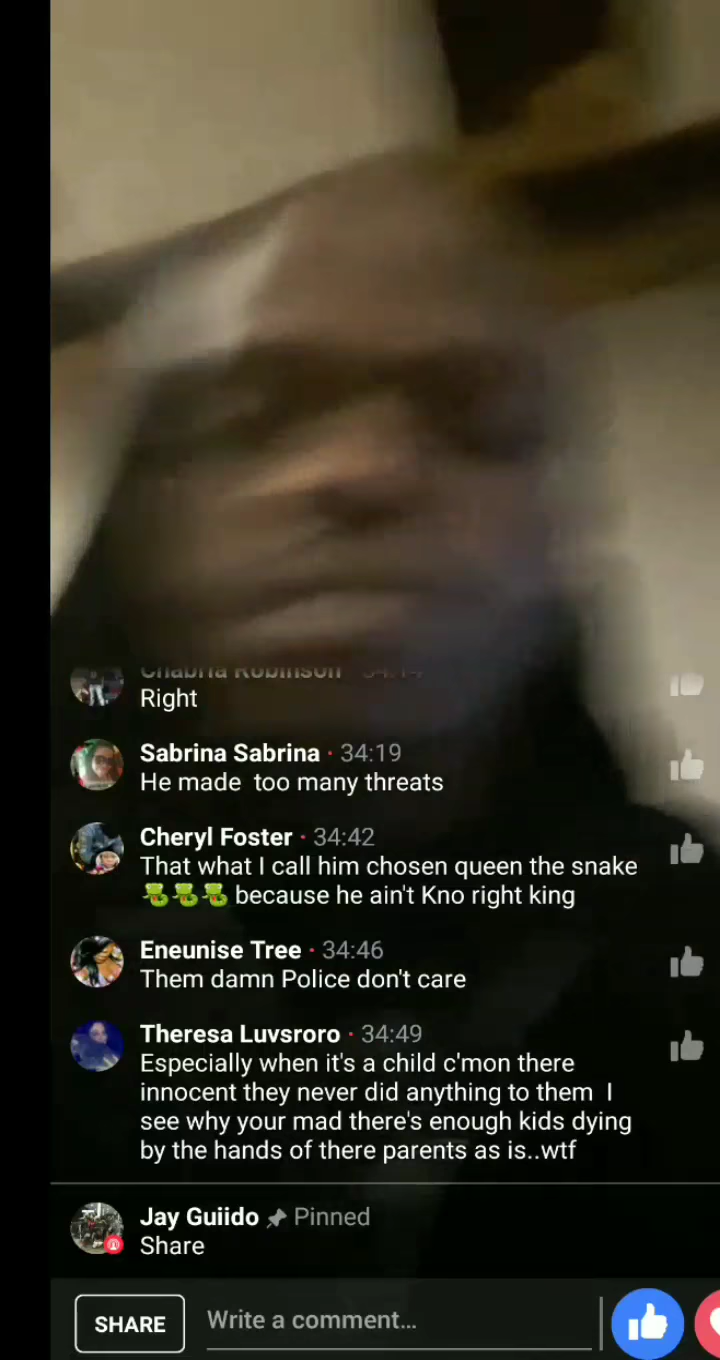 Chabria Robinson
Right
Sabrina Sabrina · 34:19
He made too many threats
Cheryl Foster · 34:42
That what I call him chosen queen the snake
🐍🐍🐍 because he ain't Kno right king
Eneunise Tree · 34:46
Them damn Police don't care
Theresa Luvsroro · 34:49
Especially when it's a child c'mon there
innocent they never did anything to them I
see why your mad there's enough kids dying
by the hands of there parents as is..wtf
Jay Guiido Pinned
Share
SHARE Write a comment...